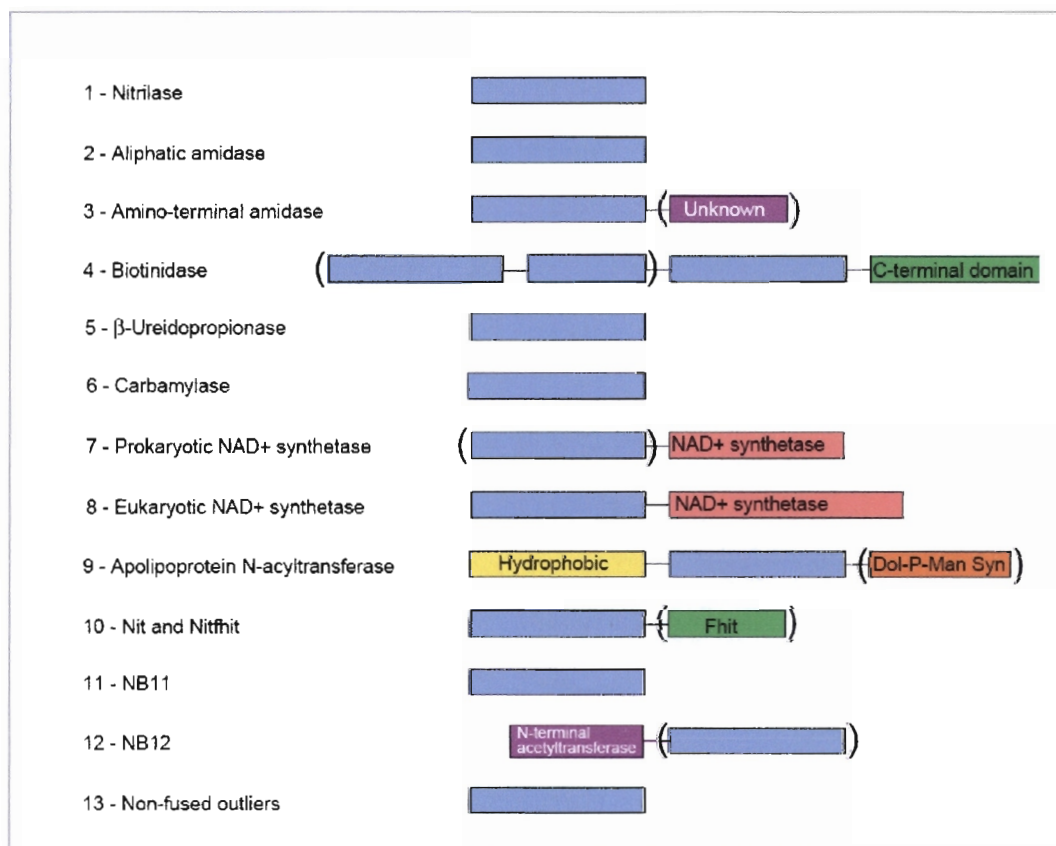 1 - Nitrilase
2 - Aliphatic amidase
3 - Amino-terminal amidase
( Unknown )
4 - Biotinidase
( ) C-terminal domain
5 - β-Ureidopropionase
6 - Carbamylase
7 - Prokaryotic NAD+ synthetase
( ) NAD+ synthetase
8 - Eukaryotic NAD+ synthetase
NAD+ synthetase
9 - Apolipoprotein N-acyltransferase
Hydrophobic ( Dol-P-Man Syn )
10 - Nit and Nitfhit
( Fhit )
11 - NB11
12 - NB12
N-terminal
acetyltransferase ( )
13 - Non-fused outliers